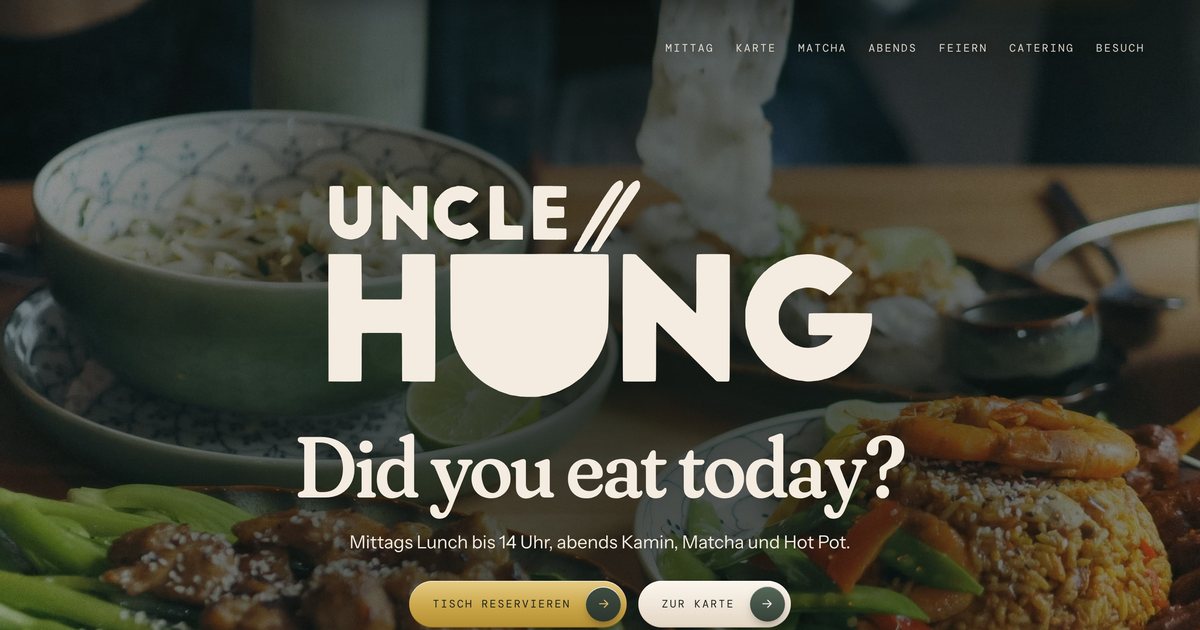 MITTAG KARTE MATCHA ABENDS FEIERN CATERING BESUCH
UNCLE
HUNG
Did you eat today?
Mittags Lunch bis 14 Uhr, abends Kamin, Matcha und Hot Pot.
TISCH RESERVIEREN → ZUR KARTE →